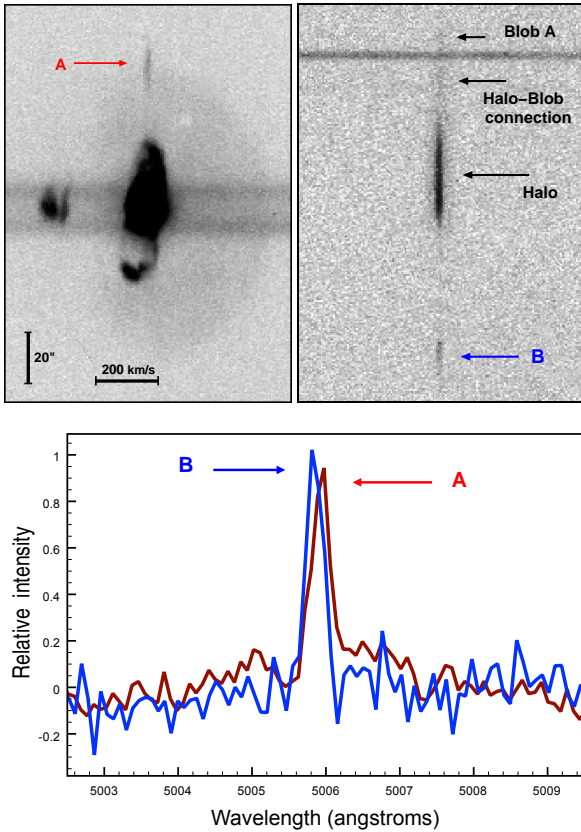 A
20"
200 km/s
Blob A
Halo–Blob
connection
Halo
B
B
A
1
0.8
0.6
0.4
0.2
0
-0.2
Relative intensity
5003 5004 5005 5006 5007 5008 5009
Wavelength (angstroms)